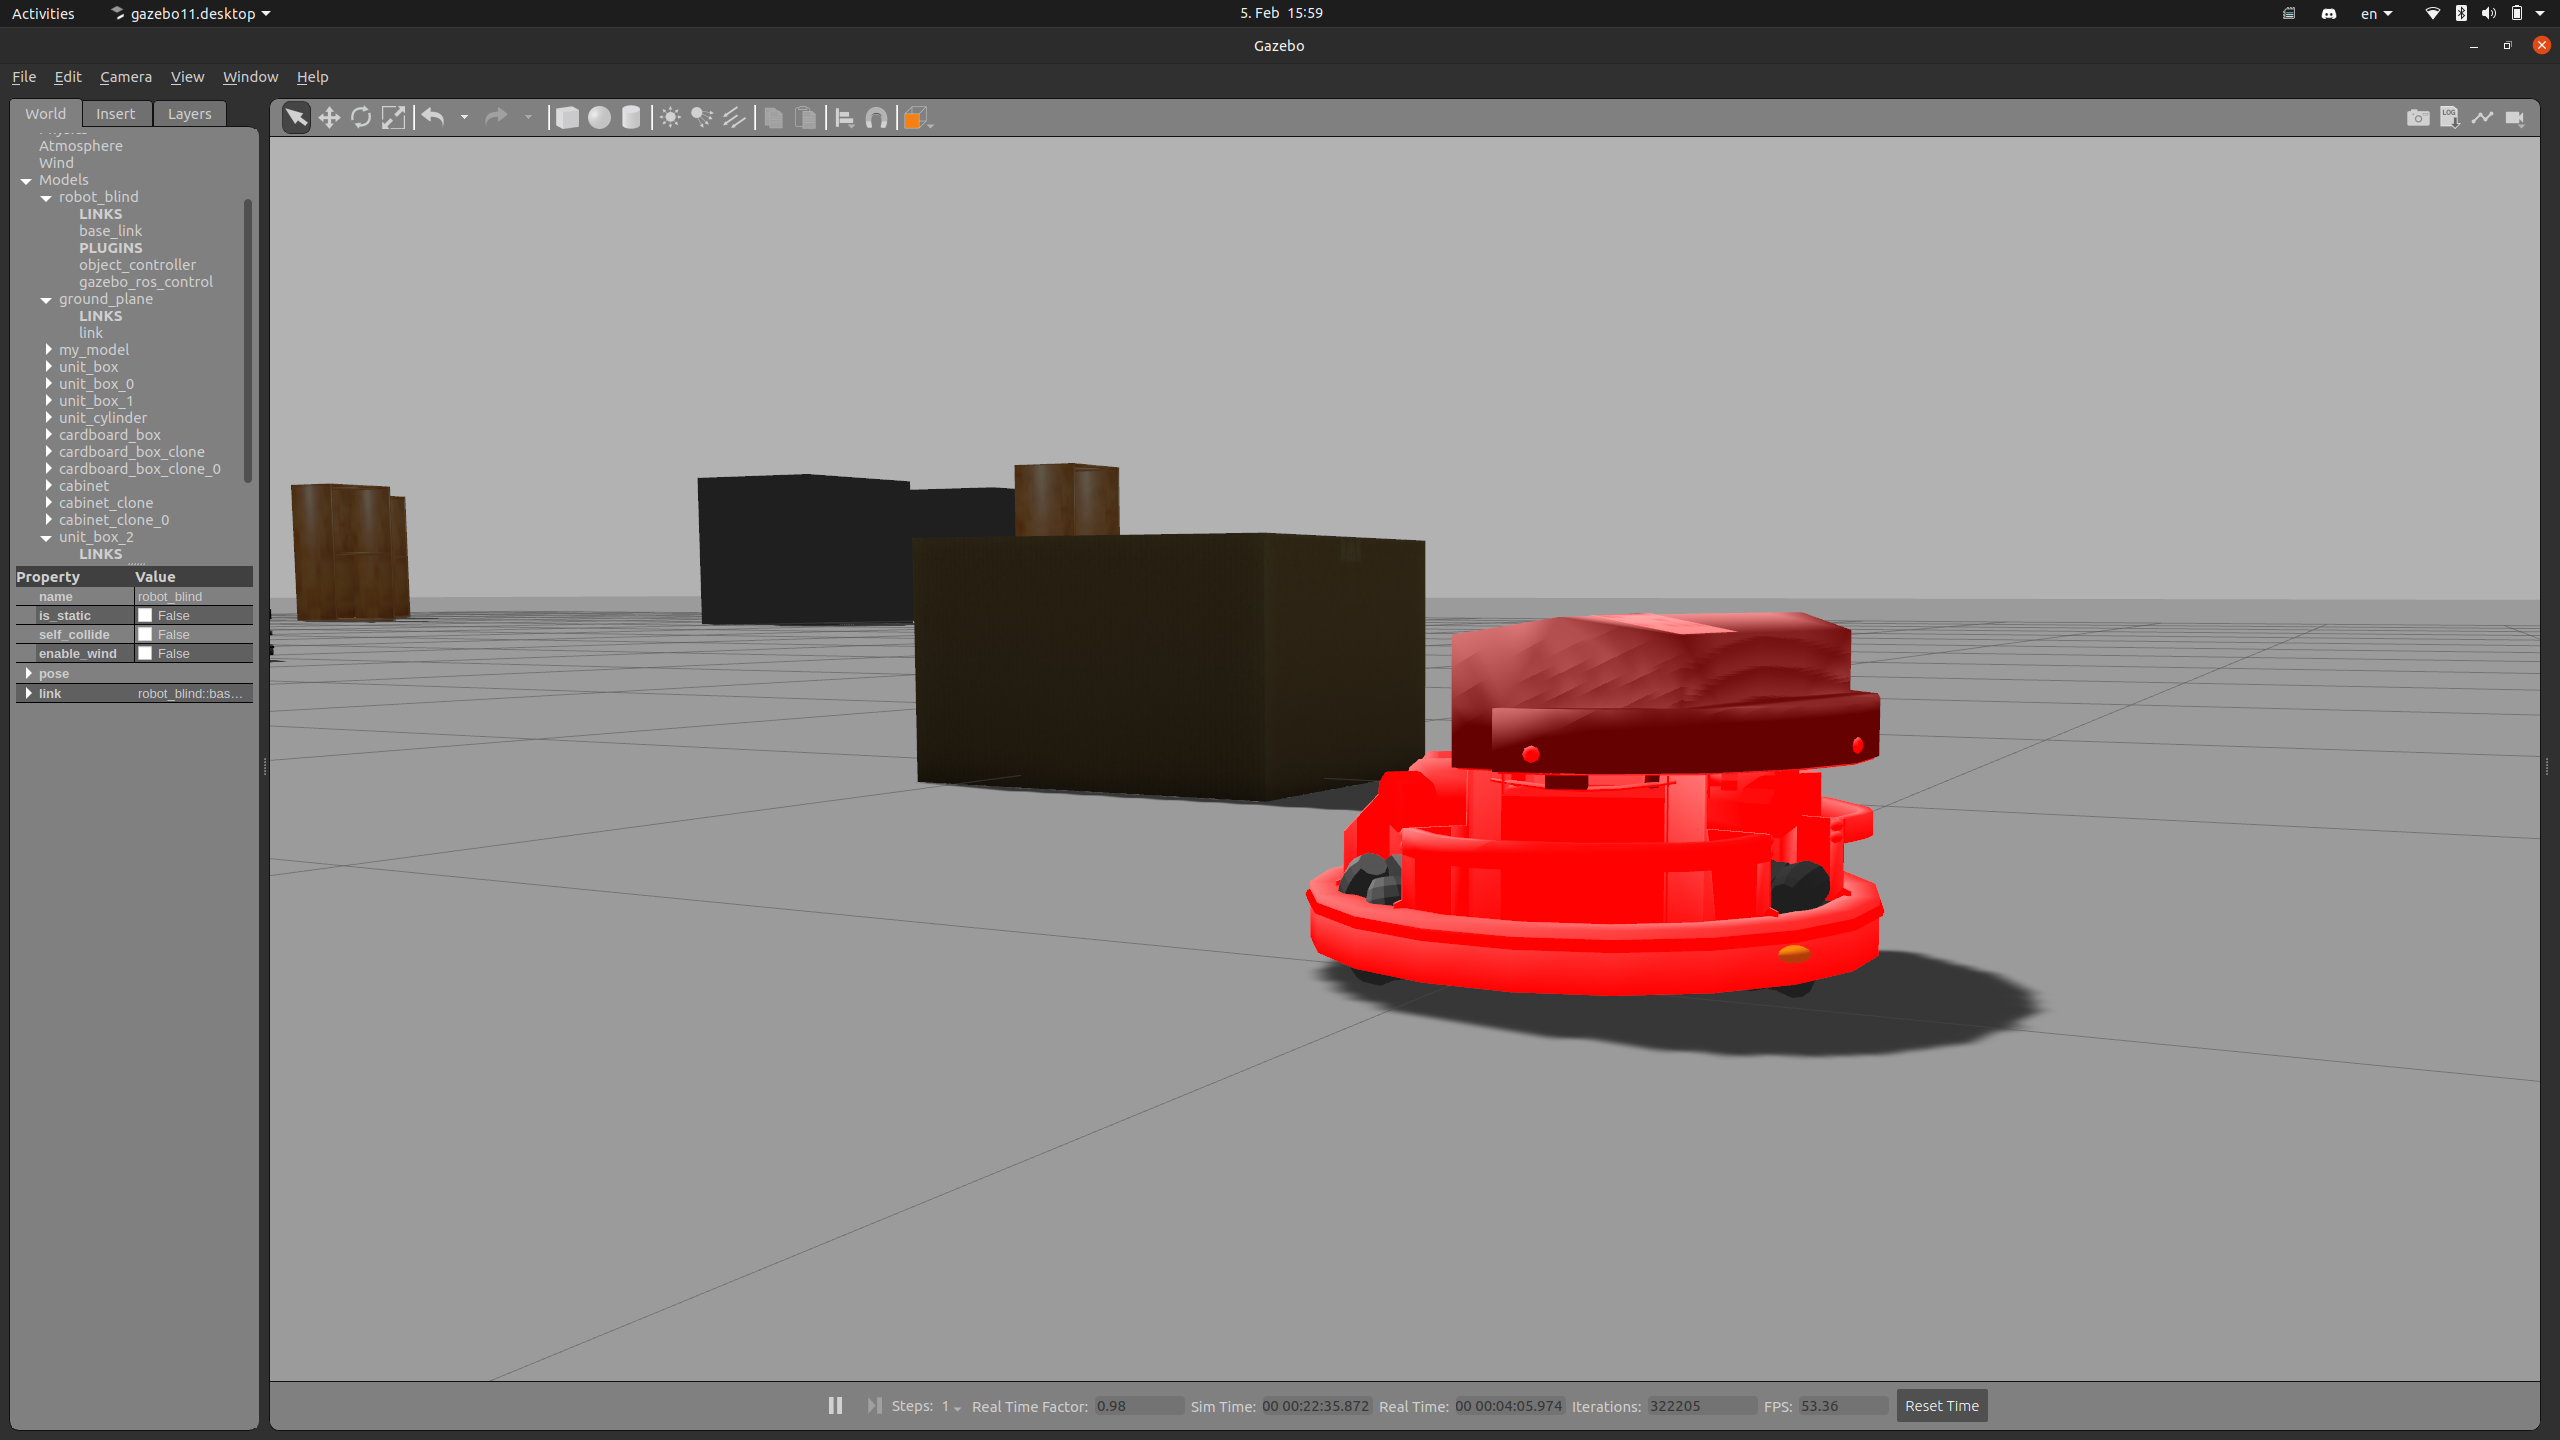 Activities gazebo11.desktop 5. Feb 15:59 en
Gazebo
File Edit Camera View Window Help
World Insert Layers
LOG
Atmosphere
Wind
Models
robot_blind
LINKS
base_link
PLUGINS
object_controller
gazebo_ros_control
ground_plane
LINKS
link
my_model
unit_box
unit_box_0
unit_box_1
unit_cylinder
cardboard_box
cardboard_box_clone
cardboard_box_clone_0
cabinet
cabinet_clone
cabinet_clone_0
unit_box_2
LINKS
Property Value
name robot_blind
is_static False
self_collide False
enable_wind False
pose
link robot_blind::bas...
Steps: 1 Real Time Factor: 0.98 Sim Time: 00 00:22:35.872 Real Time: 00 00:04:05.974 Iterations: 322205 FPS: 53.36 Reset Time